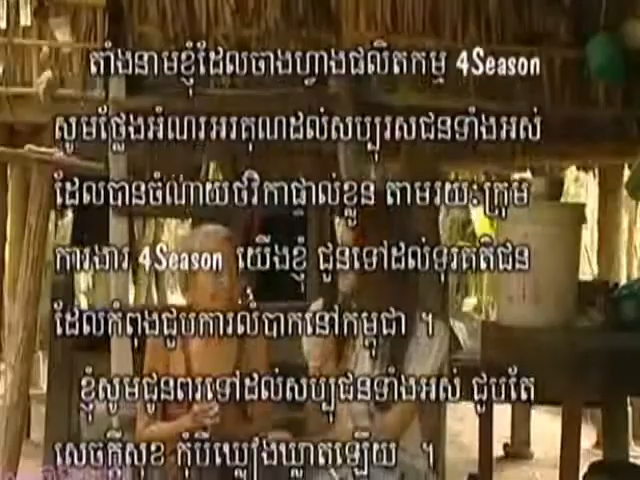 តាំងនាមខ្ញុំដែលចាងហ្វាងផលិតកម្ម 4Season
សូមថ្លែងអំណរអរគុណដល់សប្បុរសជនទាំងអស់
ដែលបានចំណាយថវិកាផ្ទាល់ខ្លួន តាមរយៈក្រុម
ការងារ 4Season យើងខ្ញុំ ជូនទៅដល់ទុរគតិជន
ដែលកំពុងជួបការលំបាកនៅកម្ពុជា ។
ខ្ញុំសូមជូនពរទៅដល់សប្បុជនទាំងអស់ ជួបតែ
សេចក្ដីសុខ កុំបីឃ្លៀងឃ្លាតឡើយ ។